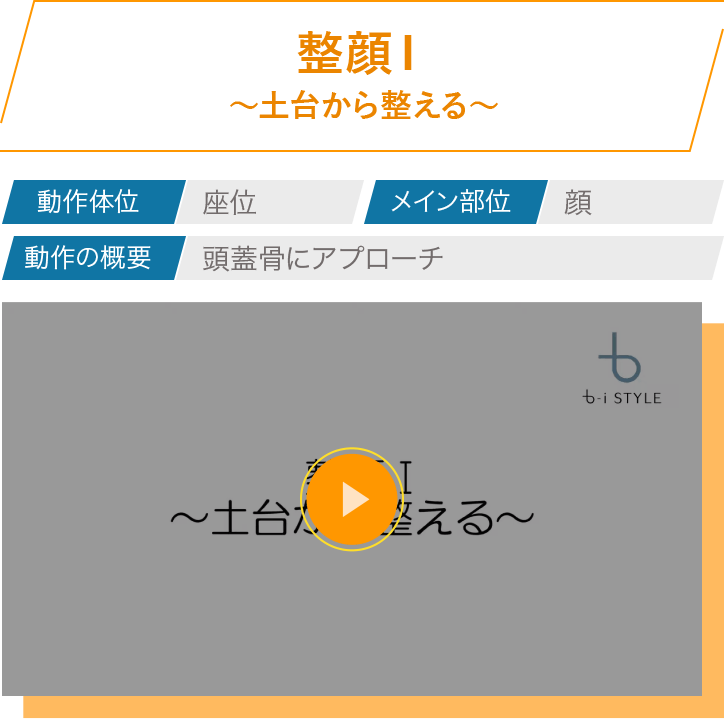 整顔 I
〜土台から整える〜
動作体位 座位 メイン部位 顔
動作の概要 頭蓋骨にアプローチ
b-i STYLE
I
〜土台か 整える〜